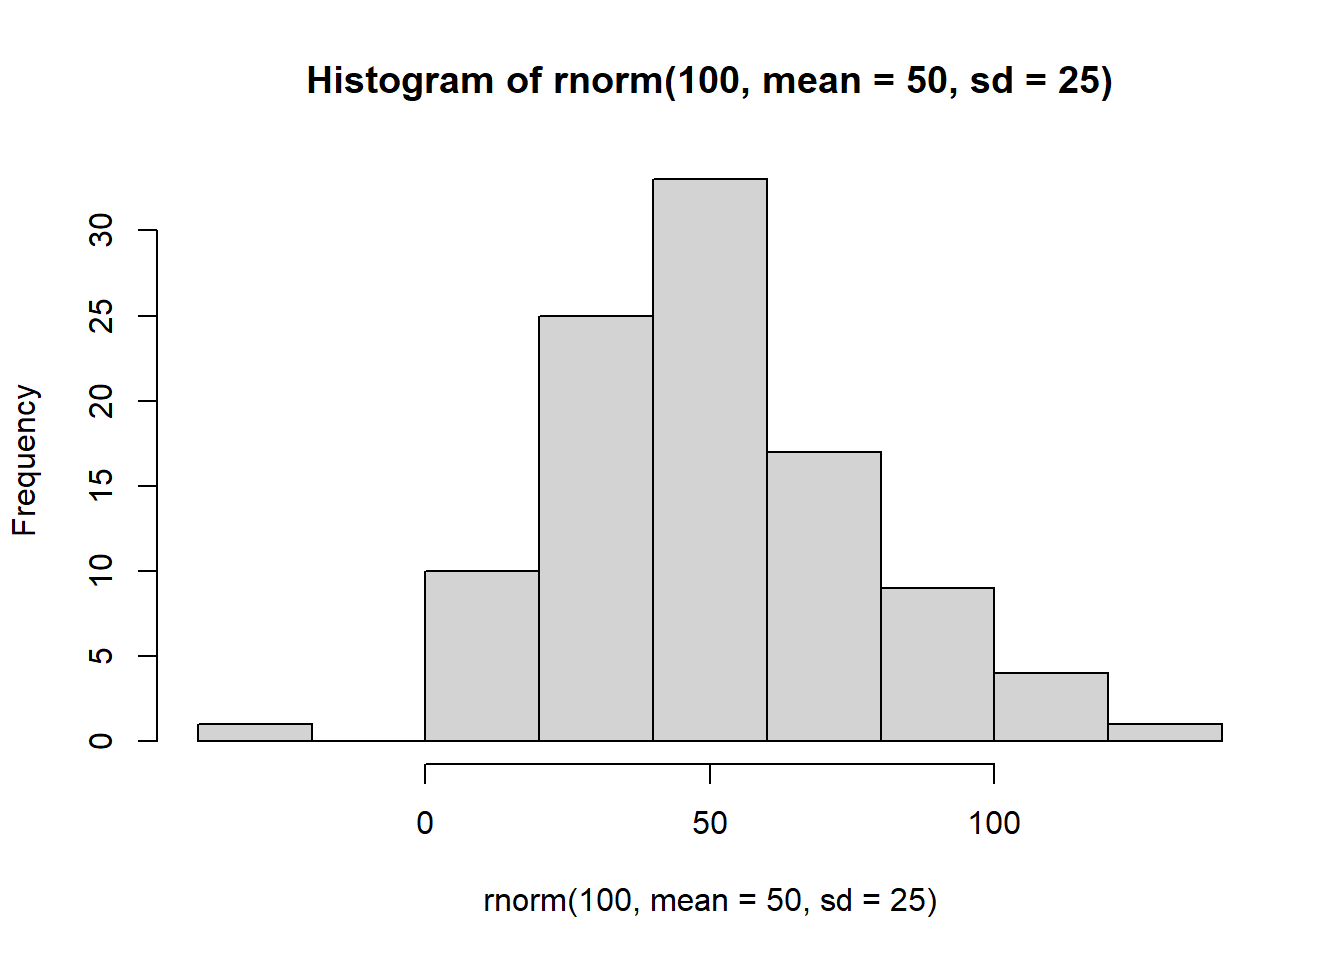 Histogram of rnorm(100, mean = 50, sd = 25)
Frequency
30
25
20
15
10
5
0
0 50 100
rnorm(100, mean = 50, sd = 25)